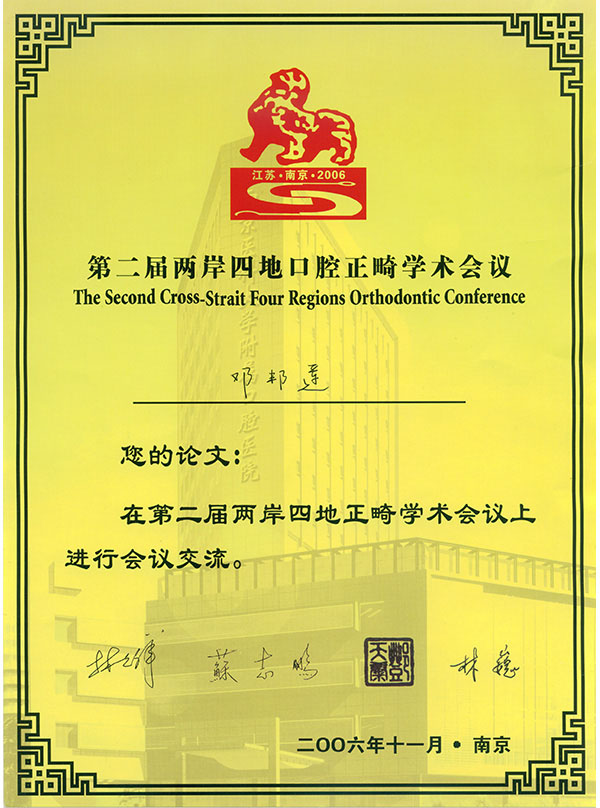 江苏·南京·2006
第二届两岸四地口腔正畸学术会议
The Second Cross-Strait Four Regions Orthodontic Conference
邓邦莲
您的论文:
在第二届两岸四地正畸学术会议上
进行会议交流。
蘇志鳴
二〇〇六年十一月·南京